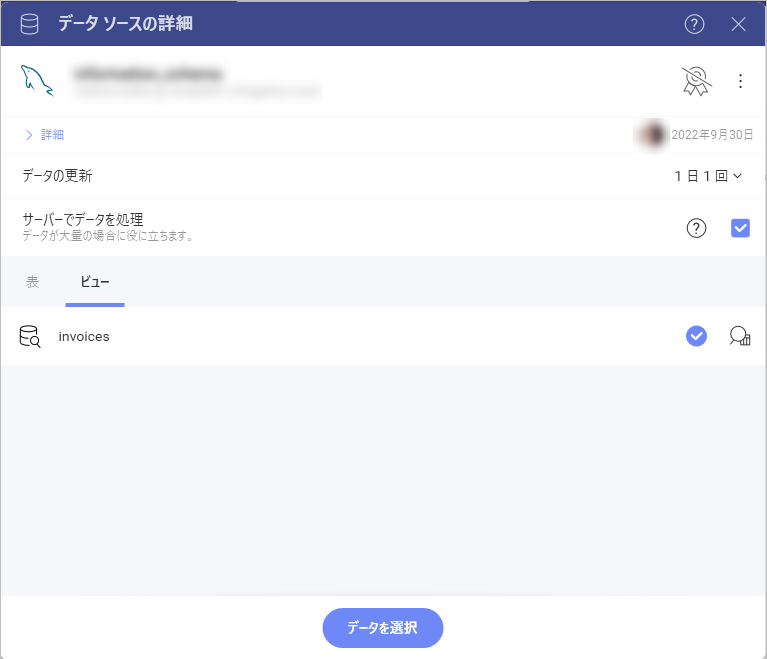 データ ソースの詳細
詳細
2022年9月30日
データの更新
1 日 1 回
サーバーでデータを処理
データが大量の場合に役に立ちます。
表
ビュー
invoices
データを選択